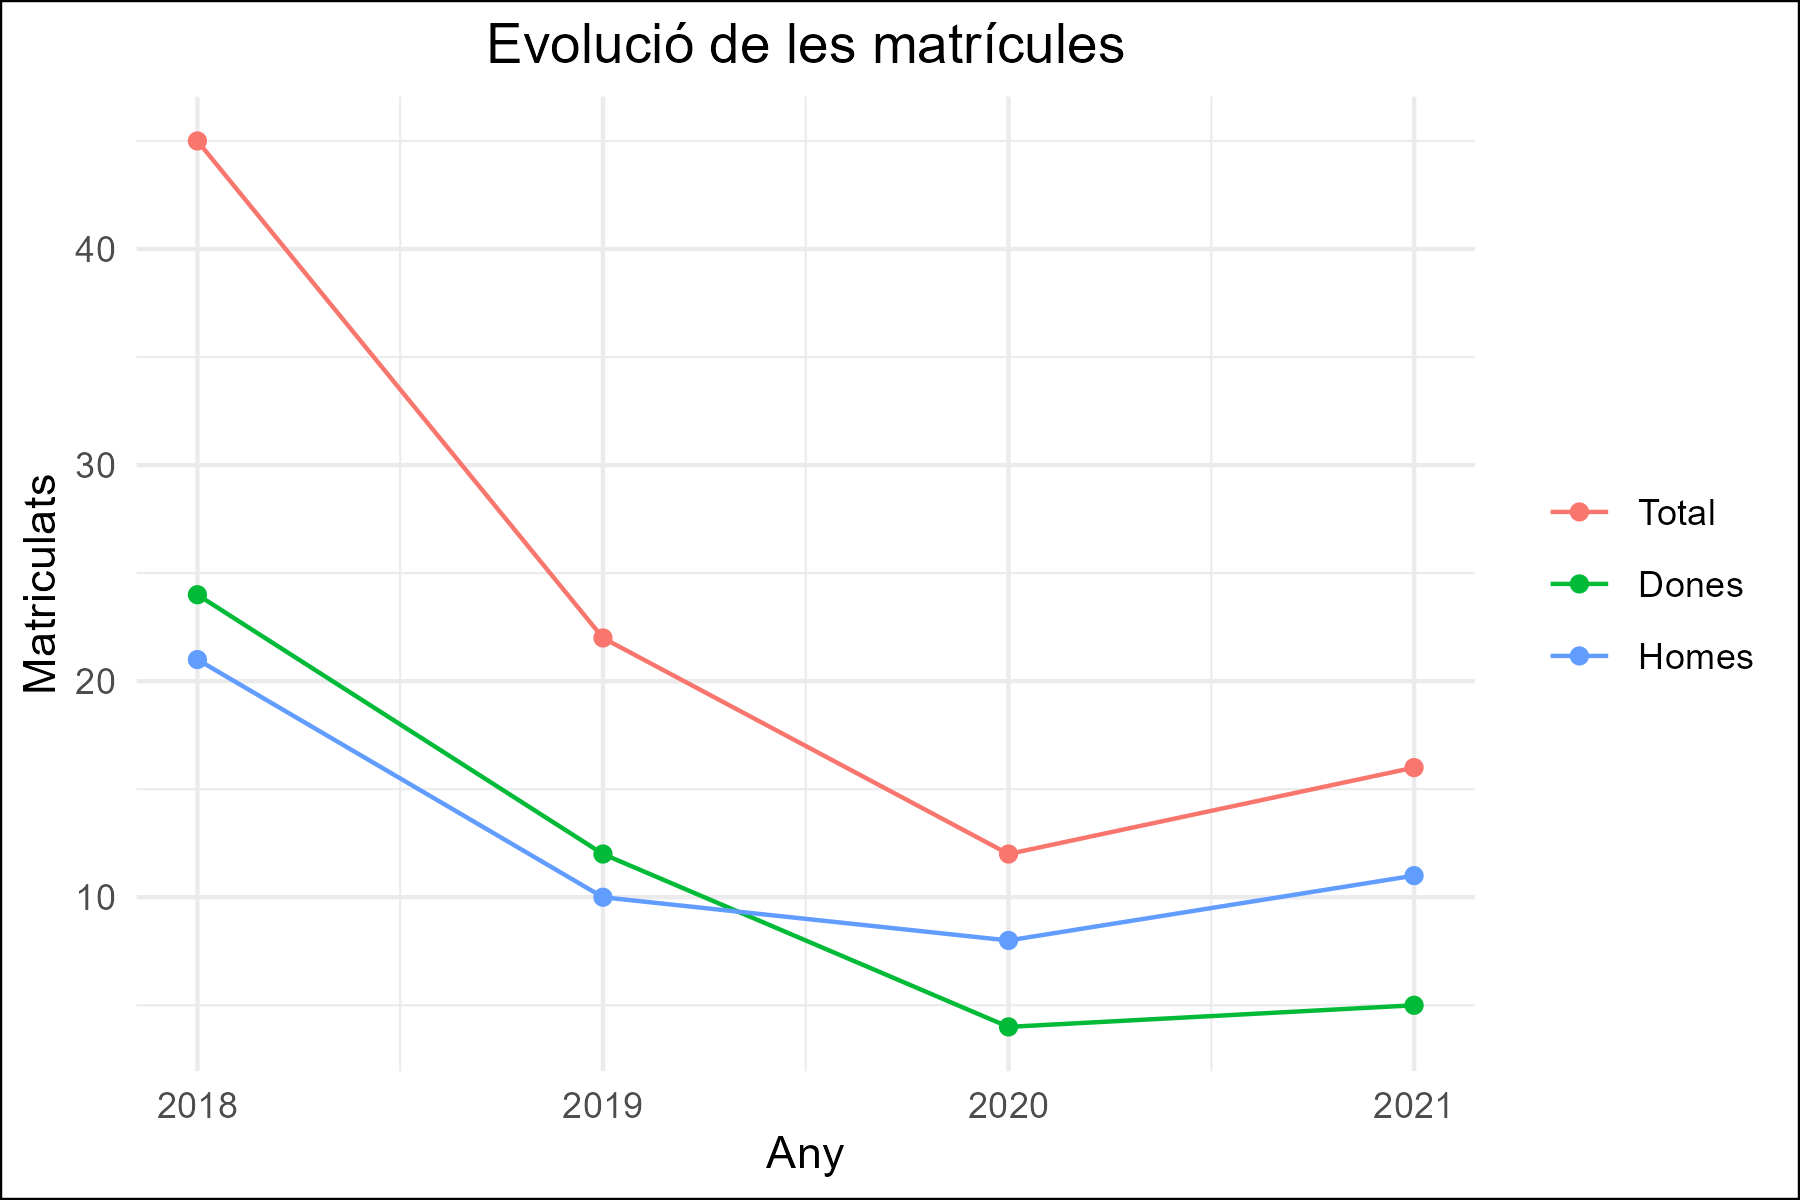 Evolució de les matrícules
Matriculats
40
30
20
10
2018 2019 2020 2021
Any
Total
Dones
Homes